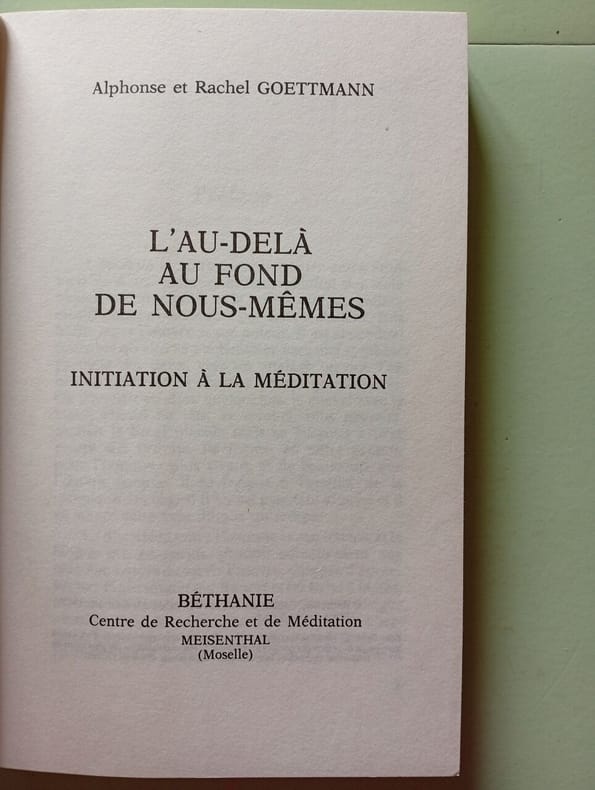 Alphonse et Rachel GOETTMANN
L'AU-DELÀ
AU FOND
DE NOUS-MÊMES
INITIATION À LA MÉDITATION
BÉTHANIE
Centre de Recherche et de Méditation
MEISENTHAL
(Moselle)